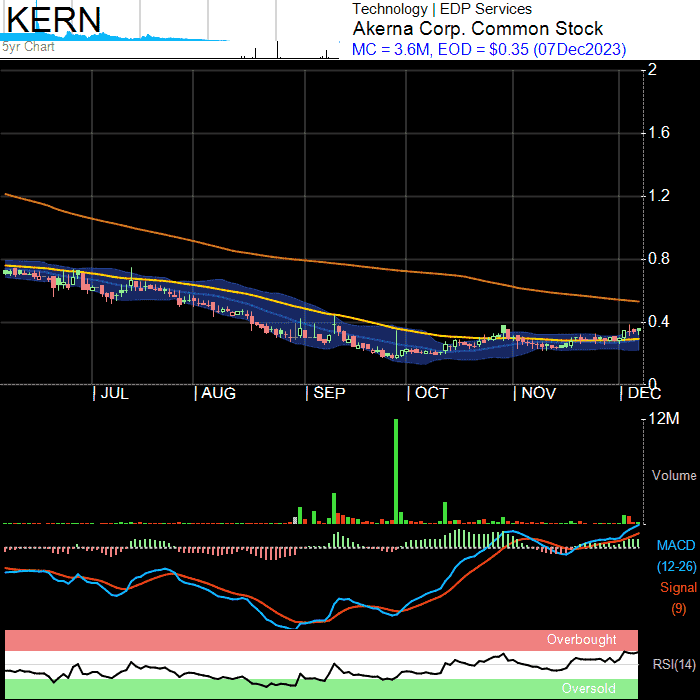 KERN
5yr Chart
Technology | EDP Services
Akerna Corp. Common Stock
MC = 3.6M, EOD = $0.35 (07Dec2023)
2
1.6
1.2
0.8
0.4
0
| JUL | AUG | SEP | OCT | NOV | DEC
12M
Volume
MACD
(12-26)
Signal
(9)
Overbought
RSI(14)
Oversold